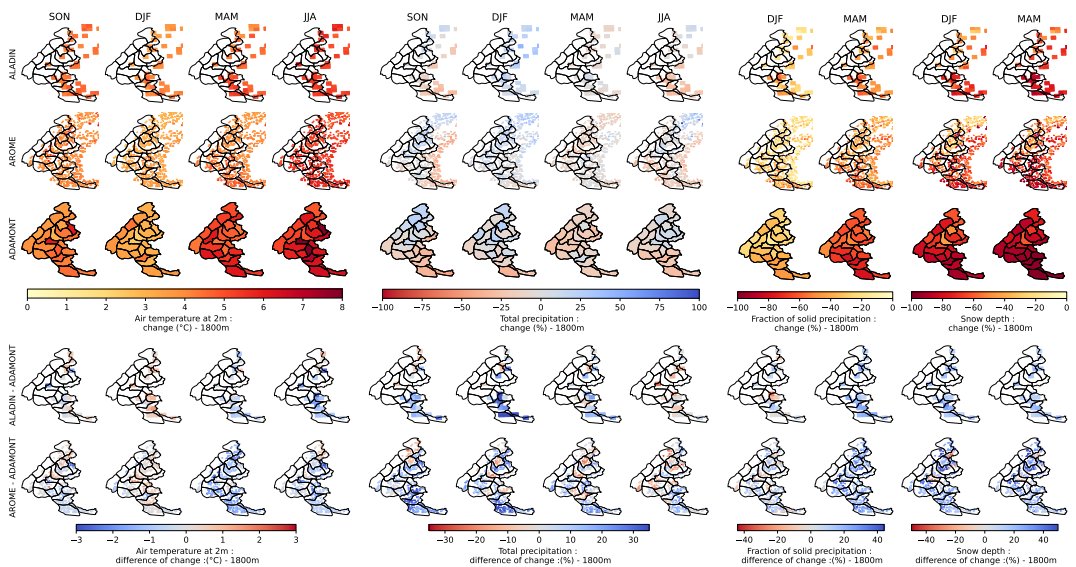 SON DJF MAM JJA SON DJF MAM JJA DJF MAM DJF MAM
ALADIN
AROME
ADAMONT
0 1 2 3 4 5 6 7 8
Air temperature at 2m :
change (°C) - 1800m
−100 −75 −50 −25 0 25 50 75 100
Total precipitation :
change (%) - 1800m
−100 −80 −60 −40 −20 0
Fraction of solid precipitation :
change (%) - 1800m
−100 −80 −60 −40 −20 0
Snow depth :
change (%) - 1800m
ALADIN - ADAMONT
AROME - ADAMONT
−3 −2 −1 0 1 2 3
Air temperature at 2m :
difference of change :(°C) - 1800m
−30 −20 −10 0 10 20 30
Total precipitation :
difference of change :(%) - 1800m
−40 −20 0 20 40
Fraction of solid precipitation :
difference of change :(%) - 1800m
−40 −20 0 20 40
Snow depth :
difference of change :(%) - 1800m